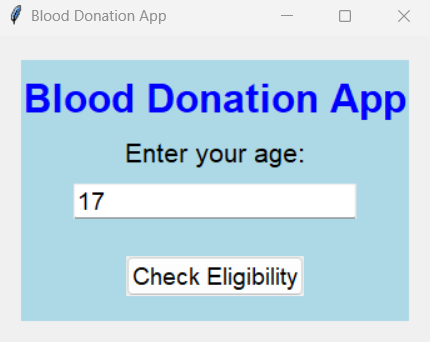 Blood Donation App
Blood Donation App
Enter your age:
17
Check Eligibility